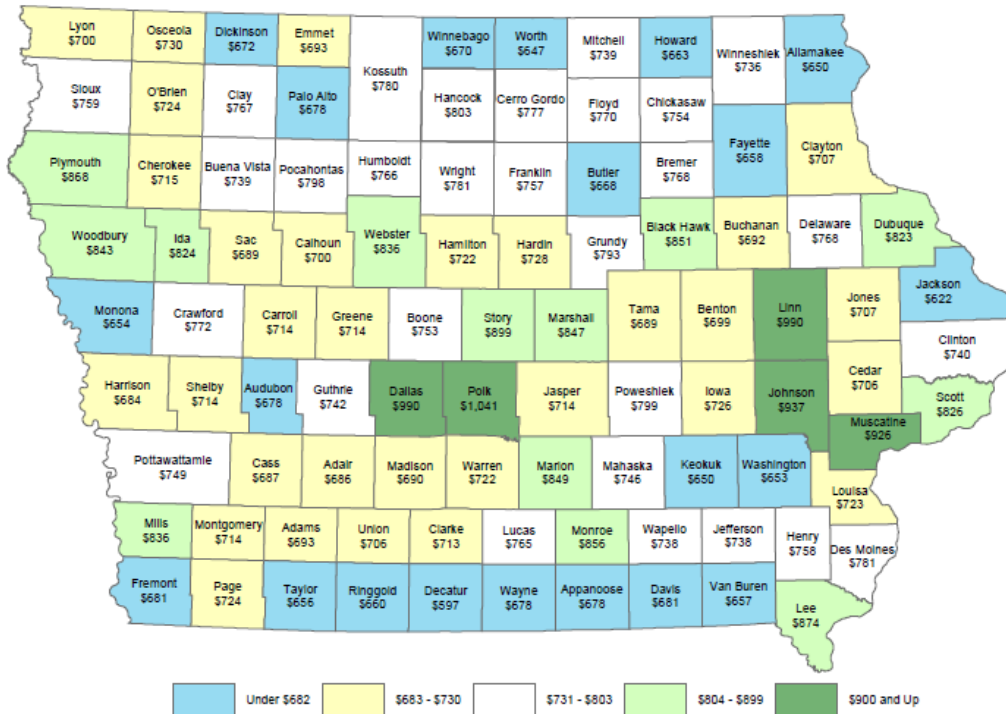 Lyon
$700
Osceola
$730
Dickinson
$672
Emmet
$693
Winnebago
$670
Worth
$647
Mitchell
$739
Howard
$663
Winneshiek
$736
Allamakee
$650
Kossuth
$780
Sioux
$759
O'Brien
$724
Clay
$767
Palo Alto
$678
Hancock
$803
Cerro Gordo
$777
Floyd
$770
Chickasaw
$754
Fayette
$658
Clayton
$707
Plymouth
$868
Cherokee
$715
Buena Vista
$739
Pocahontas
$798
Humboldt
$766
Wright
$781
Franklin
$757
Butler
$668
Bremer
$768
Woodbury
$843
Ida
$824
Sac
$689
Calhoun
$700
Webster
$836
Hamilton
$722
Hardin
$728
Grundy
$793
Black Hawk
$851
Buchanan
$692
Delaware
$768
Dubuque
$823
Monona
$654
Crawford
$772
Carroll
$714
Greene
$714
Boone
$753
Story
$899
Marshall
$847
Tama
$689
Benton
$699
Linn
$990
Jones
$707
Jackson
$622
Clinton
$740
Harrison
$684
Shelby
$714
Audubon
$678
Guthrie
$742
Dallas
$990
Polk
$1,041
Jasper
$714
Poweshiek
$799
Iowa
$726
Johnson
$937
Cedar
$706
Scott
$826
Muscatine
$926
Pottawattamie
$749
Cass
$687
Adair
$686
Madison
$690
Warren
$722
Marion
$849
Mahaska
$746
Keokuk
$650
Washington
$653
Louisa
$723
Mills
$836
Montgomery
$714
Adams
$693
Union
$706
Clarke
$713
Lucas
$765
Monroe
$856
Wapello
$738
Jefferson
$738
Henry
$758
Des Moines
$781
Fremont
$681
Page
$724
Taylor
$656
Ringgold
$660
Decatur
$597
Wayne
$678
Appanoose
$678
Davis
$681
Van Buren
$657
Lee
$874
Under $682
$683 - $730
$731 - $803
$804 - $899
$900 and Up